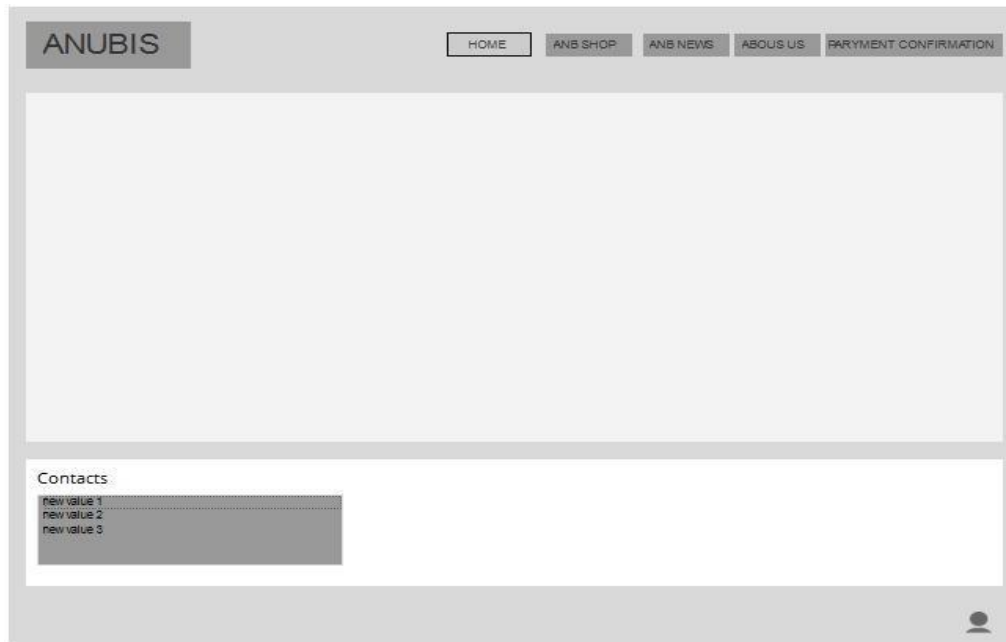 ANUBIS
HOME ANB SHOP ANB NEWS ABOUS US PARYMENT CONFIRMATION
Contacts
new value 1
new value 2
new value 3